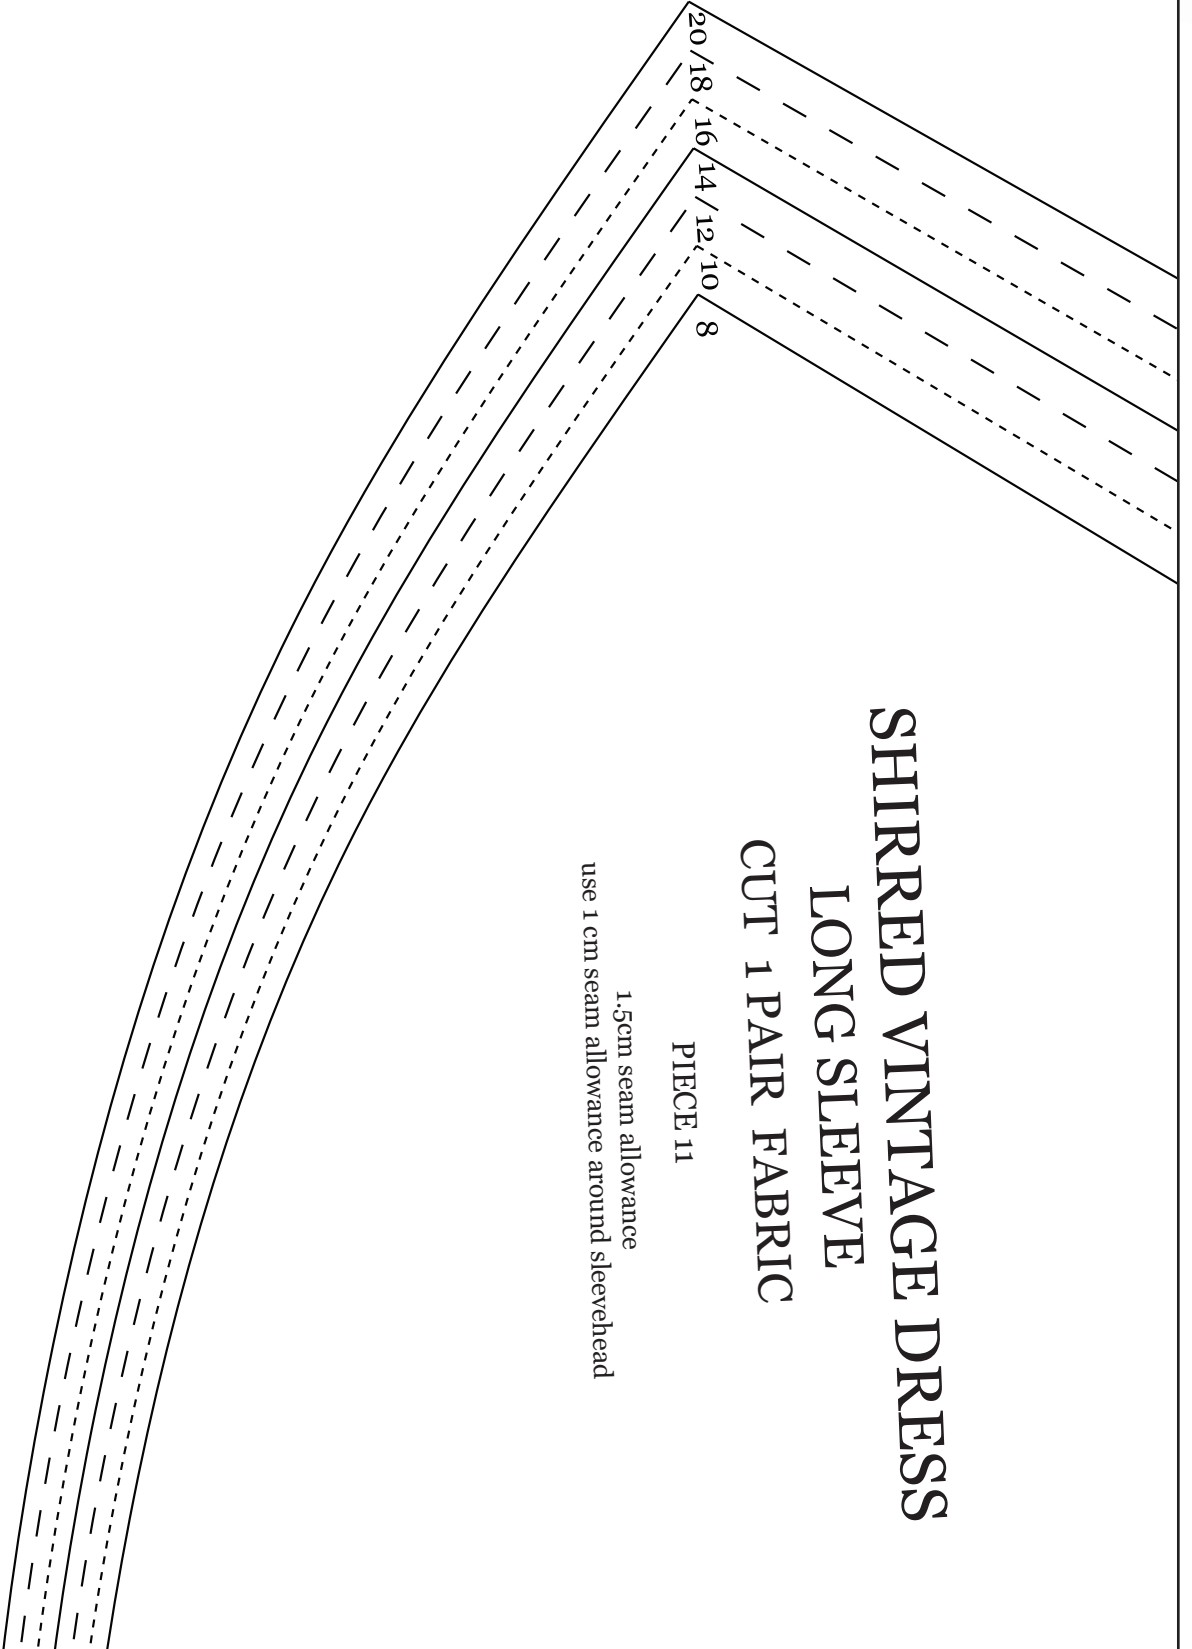 20
18
16
14
12
10
8
SHIRRED VINTAGE DRESS
LONG SLEEVE
CUT 1 PAIR FABRIC
PIECE 11
1.5cm seam allowance
use 1 cm seam allowance around sleevehead